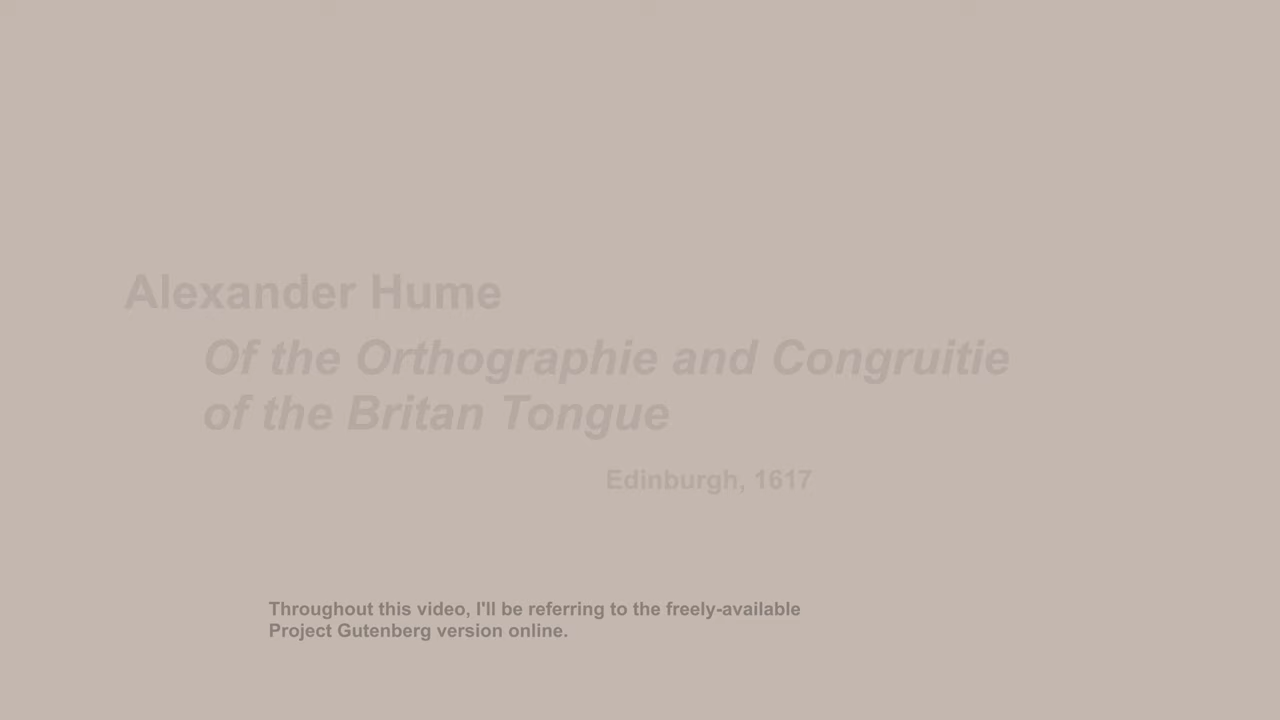 Alexander Hume
Of the Orthographie and Congruitie
of the Britan Tongue
Edinburgh, 1617
Throughout this video, I'll be referring to the freely-available
Project Gutenberg version online.